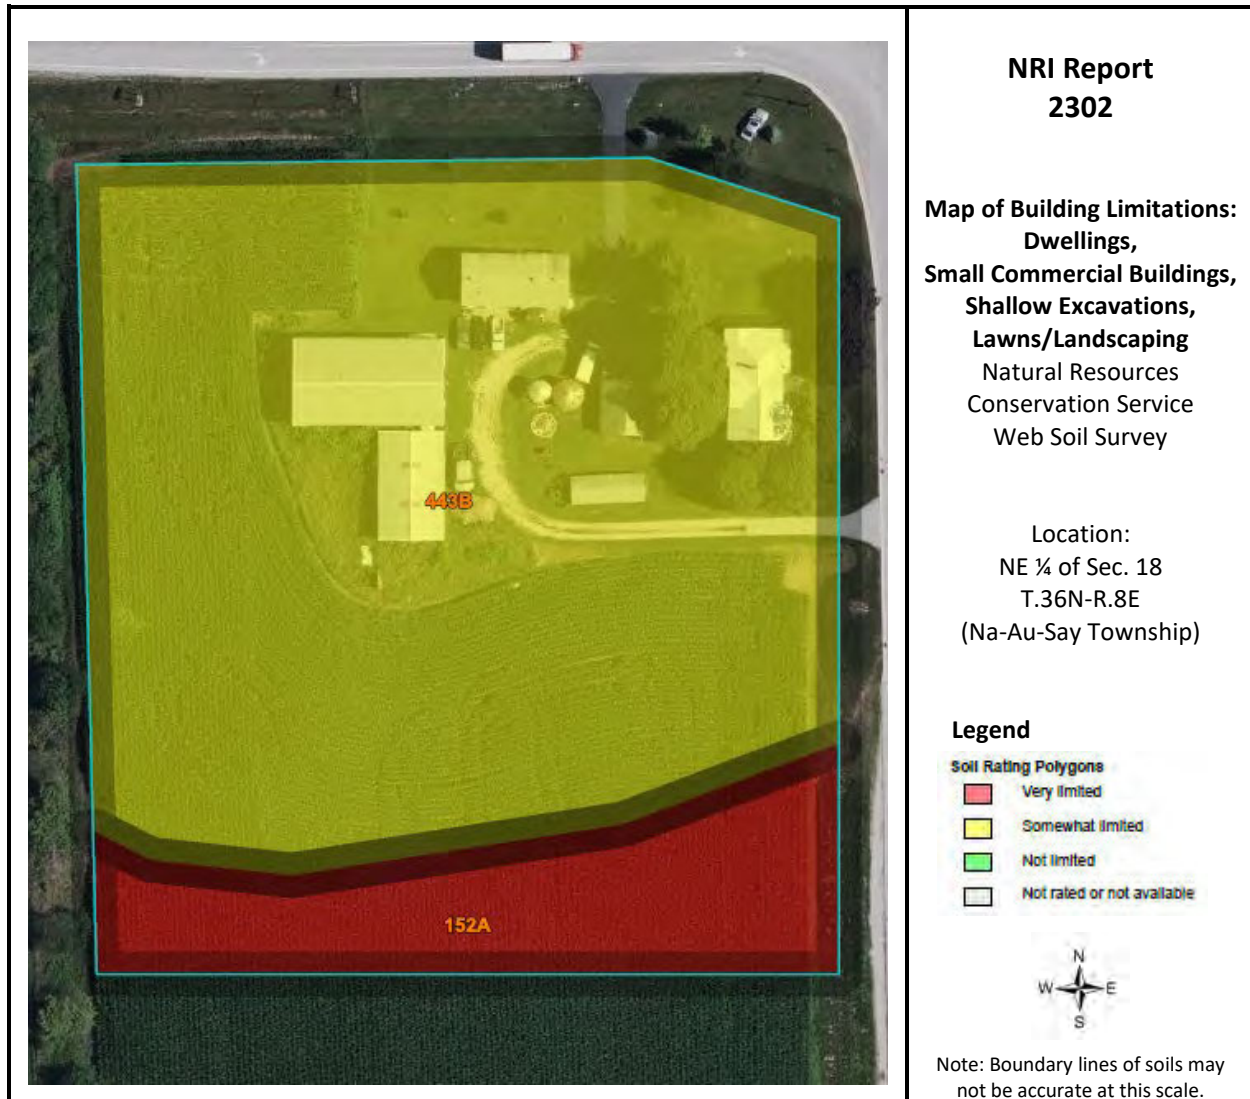 NRI Report
2302
Map of Building Limitations:
Dwellings,
Small Commercial Buildings,
Shallow Excavations,
Lawns/Landscaping
Natural Resources
Conservation Service
Web Soil Survey
Location:
NE ¼ of Sec. 18
T.36N-R.8E
(Na-Au-Say Township)
Legend
Soil Rating Polygons
Very limited
Somewhat limited
Not limited
Not rated or not available
N
W E
S
Note: Boundary lines of soils may
not be accurate at this scale.
443B
152A